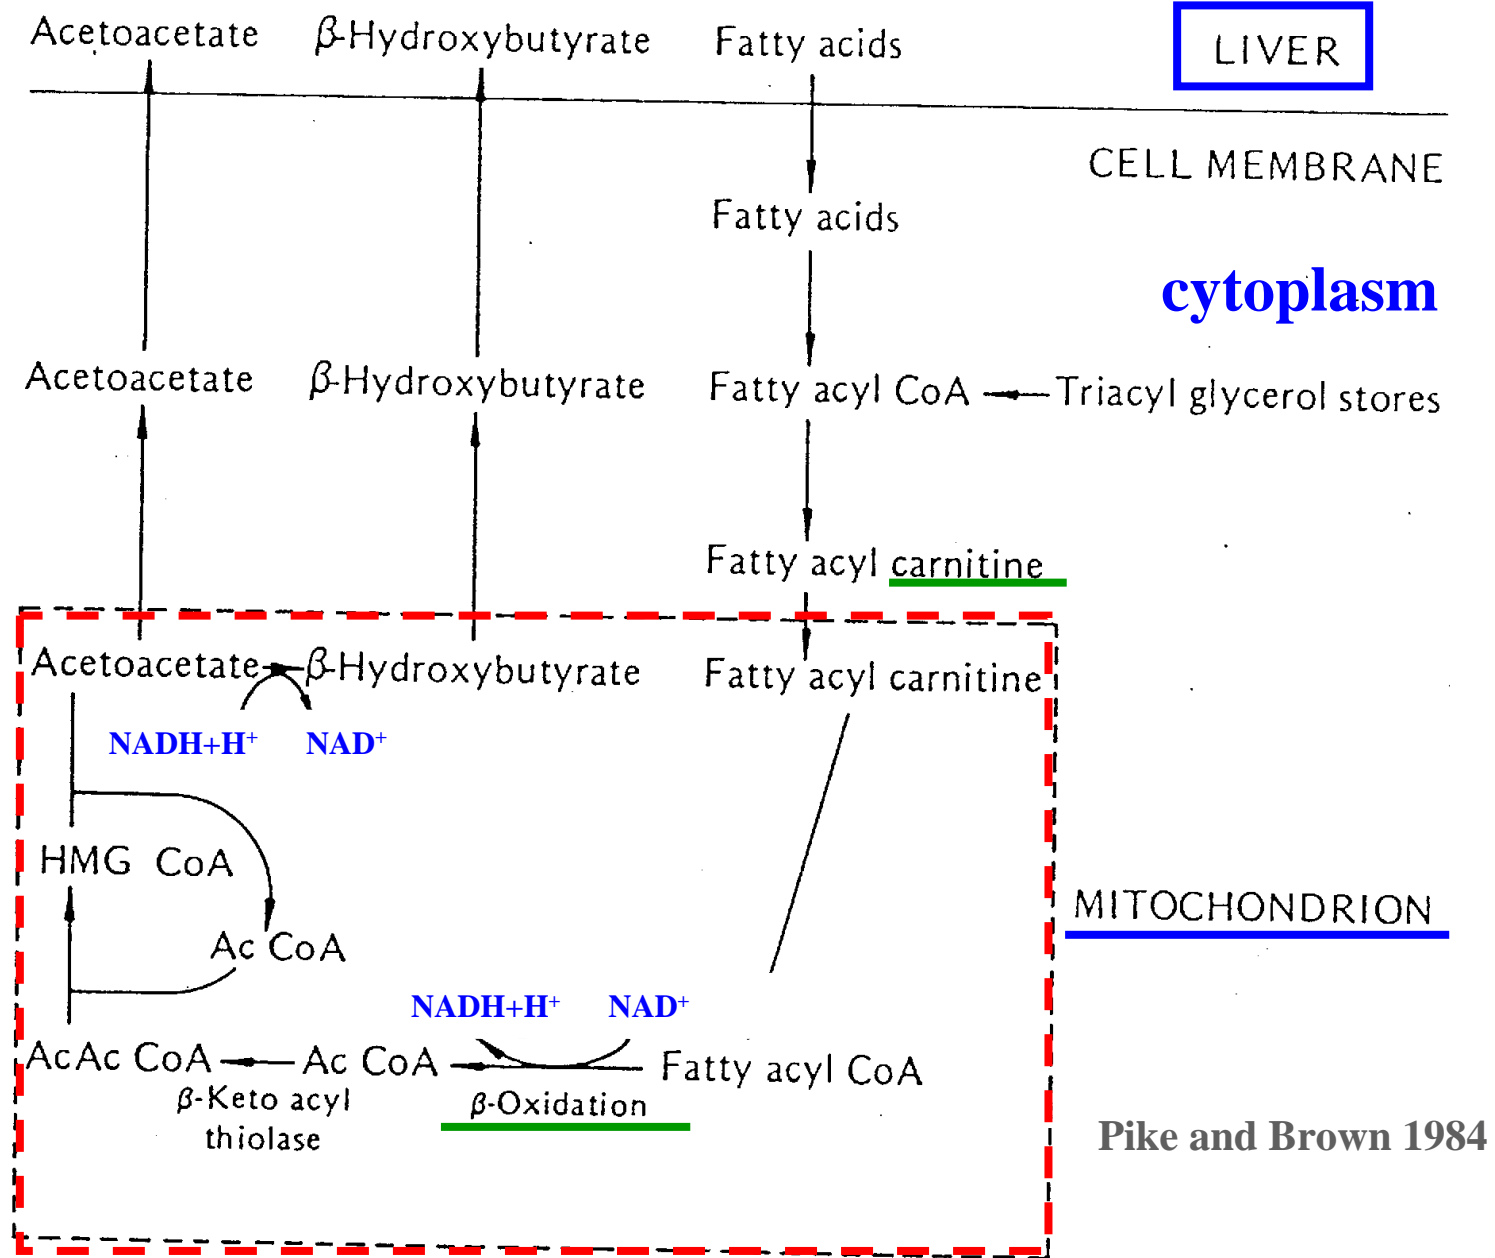 Acetoacetate β-Hydroxybutyrate Fatty acids LIVER
CELL MEMBRANE
Fatty acids
cytoplasm
Acetoacetate β-Hydroxybutyrate Fatty acyl CoA Triacyl glycerol stores
Fatty acyl carnitine
Acetoacetate β-Hydroxybutyrate Fatty acyl carnitine
NADH+H⁺ NAD⁺
HMG CoA
MITOCHONDRION
Ac CoA
NADH+H⁺ NAD⁺
AcAc CoA Ac CoA Fatty acyl CoA
β-Keto acyl β-Oxidation
thiolase
Pike and Brown 1984